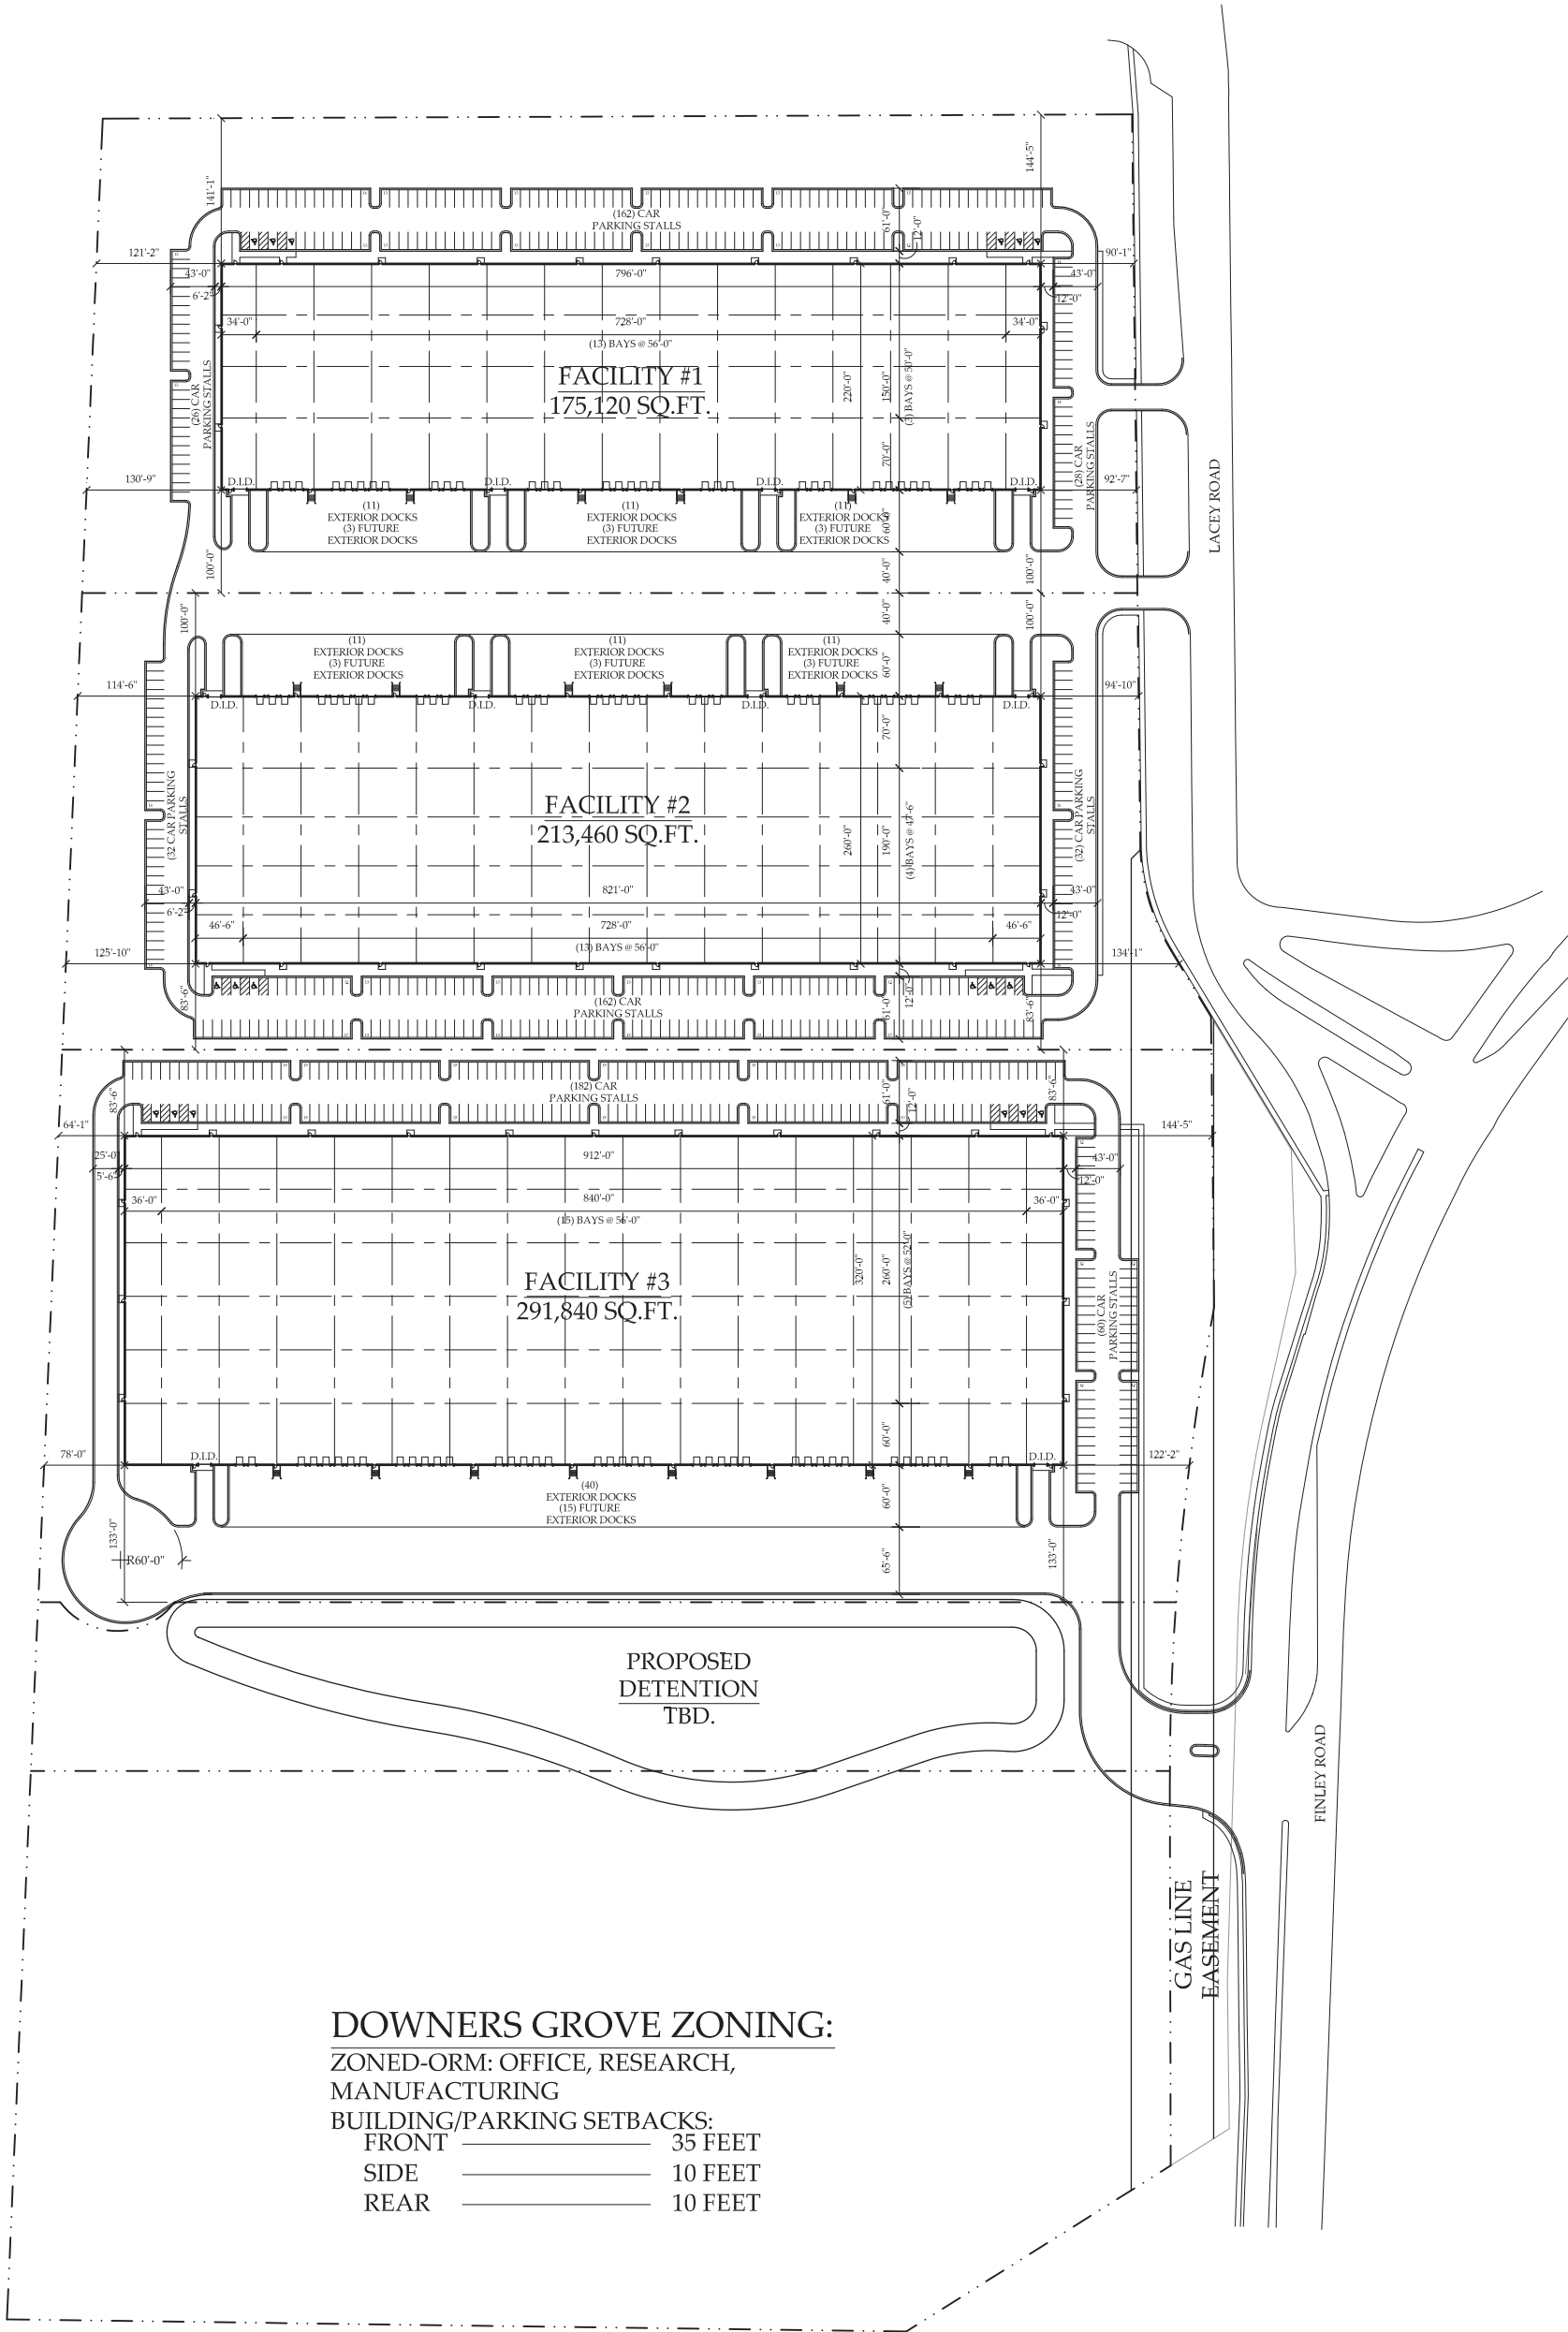 141'-1"
144'-5"
(162) CAR
PARKING STALLS
61'-0"
12'-0"
121'-2"
90'-1"
43'-0"
796'-0"
43'-0"
6'-2"
12'-0"
34'-0"
728'-0"
34'-0"
(13) BAYS @ 56'-0"
FACILITY #1
175,120 SQ.FT.
220'-0"
150'-0"
(3) BAYS @ 50'-0"
70'-0"
(26) CAR
PARKING STALLS
(28) CAR
PARKING STALLS
130'-9"
92'-7"
LACEY ROAD
D.I.D.
D.I.D.
D.I.D.
D.I.D.
(11)
EXTERIOR DOCKS
(3) FUTURE
EXTERIOR DOCKS
(11)
EXTERIOR DOCKS
(3) FUTURE
EXTERIOR DOCKS
(11)
EXTERIOR DOCKS
(3) FUTURE
EXTERIOR DOCKS
60'-0"
100'-0"
40'-0"
100'-0"
100'-0"
40'-0"
100'-0"
(11)
EXTERIOR DOCKS
(3) FUTURE
EXTERIOR DOCKS
(11)
EXTERIOR DOCKS
(3) FUTURE
EXTERIOR DOCKS
(11)
EXTERIOR DOCKS
(3) FUTURE
EXTERIOR DOCKS
60'-0"
114'-6"
94'-10"
D.I.D.
D.I.D.
D.I.D.
D.I.D.
70'-0"
FACILITY #2
213,460 SQ.FT.
260'-0"
190'-0"
(4) BAYS @ 47'-6"
(32 CAR PARKING
STALLS
(32) CAR PARKING
STALLS
43'-0"
821'-0"
43'-0"
6'-2"
12'-0"
46'-6"
728'-0"
46'-6"
(13) BAYS @ 56'-0"
125'-10"
134'-1"
83'-6"
(162) CAR
PARKING STALLS
61'-0"
12'-0"
83'-6"
83'-6"
(182) CAR
PARKING STALLS
61'-0"
12'-0"
83'-6"
64'-1"
144'-5"
25'-0"
912'-0"
43'-0"
5'-6"
12'-0"
36'-0"
840'-0"
36'-0"
(15) BAYS @ 56'-0"
FACILITY #3
291,840 SQ.FT.
320'-0"
260'-0"
(5) BAYS @ 52'-0"
(60) CAR
PARKING STALLS
60'-0"
78'-0"
122'-2"
D.I.D.
D.I.D.
(40)
EXTERIOR DOCKS
(15) FUTURE
EXTERIOR DOCKS
60'-0"
133'-0"
R60'-0"
65'-6"
133'-0"
PROPOSED
DETENTION
TBD.
FINLEY ROAD
GAS LINE
EASEMENT
DOWNERS GROVE ZONING:
ZONED-ORM: OFFICE, RESEARCH,
MANUFACTURING
BUILDING/PARKING SETBACKS:
FRONT 35 FEET
SIDE 10 FEET
REAR 10 FEET